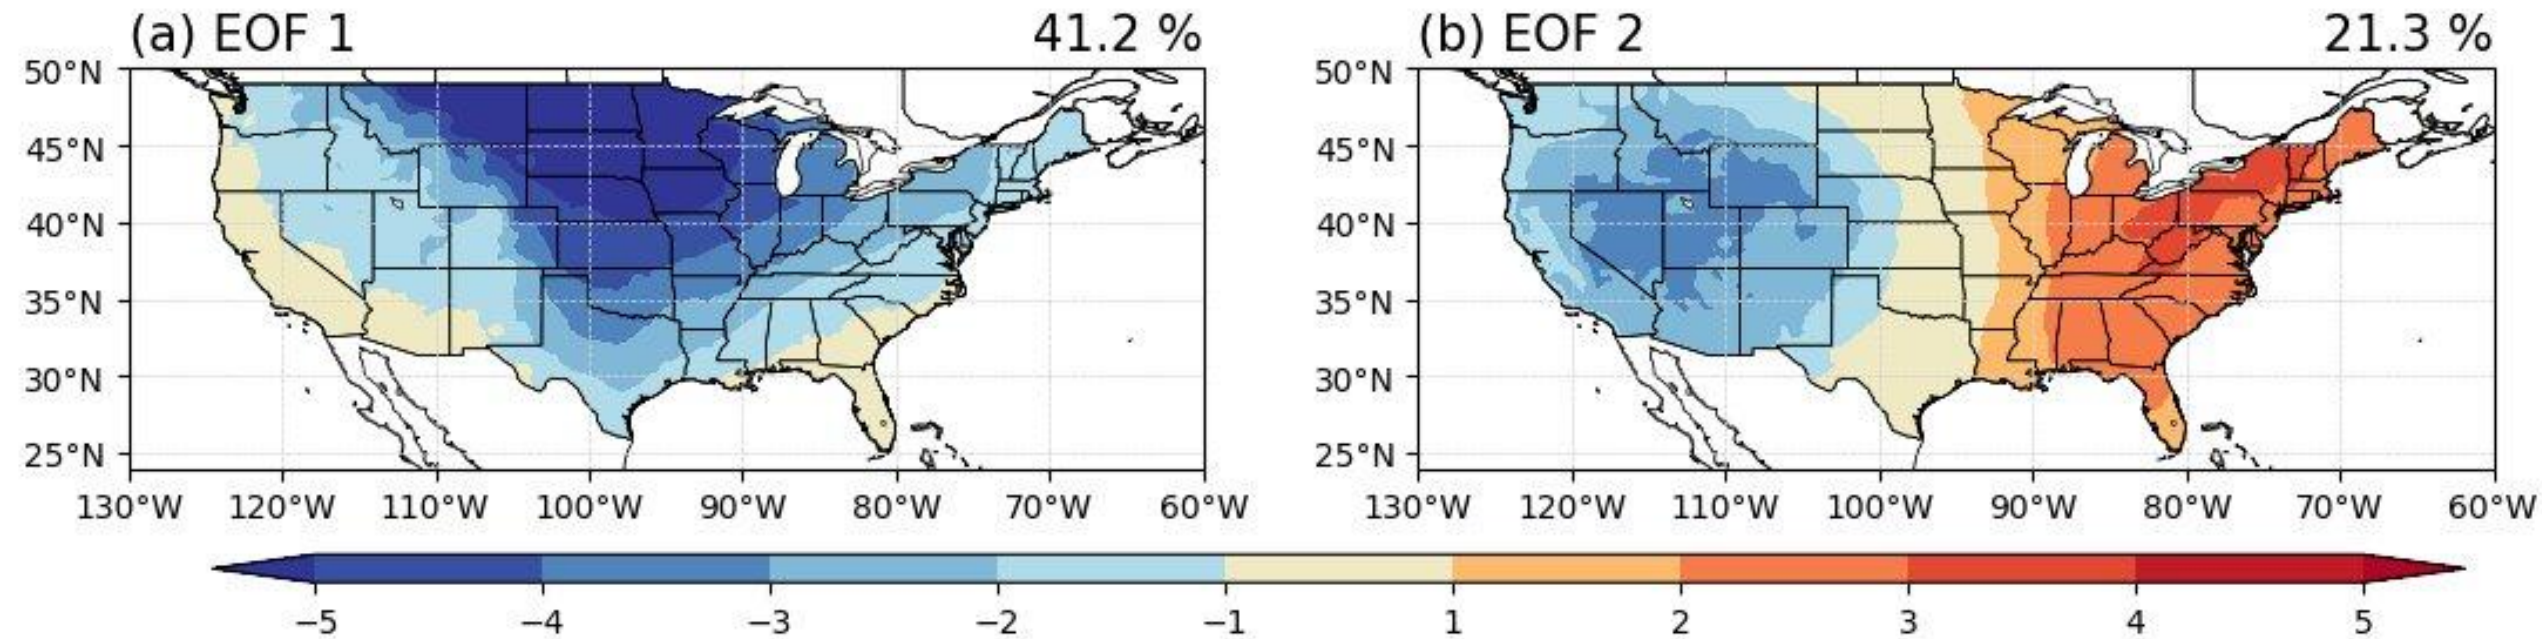 (a) EOF 1 41.2 % (b) EOF 2 21.3 %
50°N 50°N
45°N 45°N
40°N 40°N
35°N 35°N
30°N 30°N
25°N 25°N
130°W 120°W 110°W 100°W 90°W 80°W 70°W 60°W 130°W 120°W 110°W 100°W 90°W 80°W 70°W 60°W
−5 −4 −3 −2 −1 1 2 3 4 5